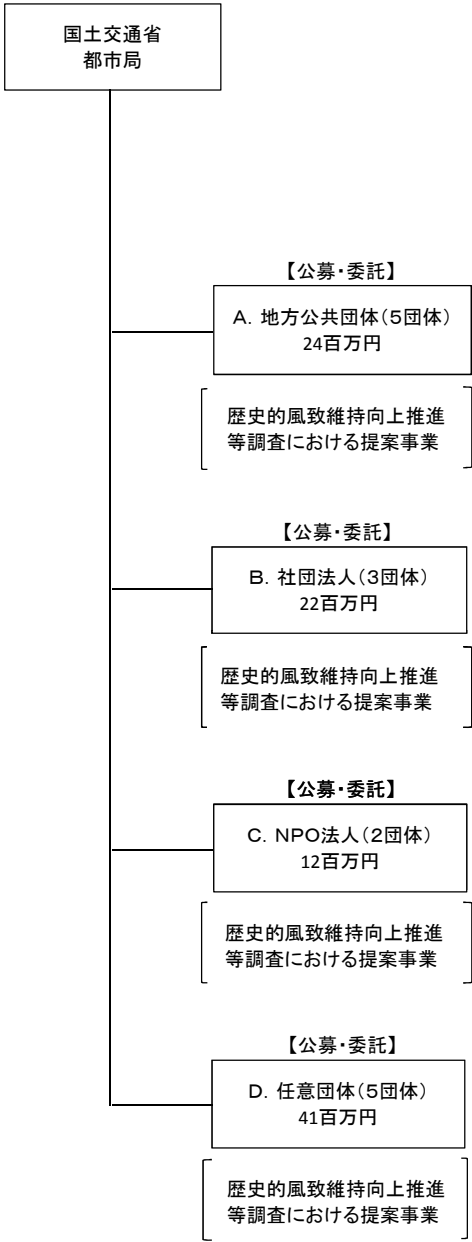 国土交通省
都市局
【公募・委託】
A. 地方公共団体(5団体)
24百万円
歴史的風致維持向上推進
等調査における提案事業
【公募・委託】
B. 社団法人(3団体)
22百万円
歴史的風致維持向上推進
等調査における提案事業
【公募・委託】
C. NPO法人(2団体)
12百万円
歴史的風致維持向上推進
等調査における提案事業
【公募・委託】
D. 任意団体(5団体)
41百万円
歴史的風致維持向上推進
等調査における提案事業